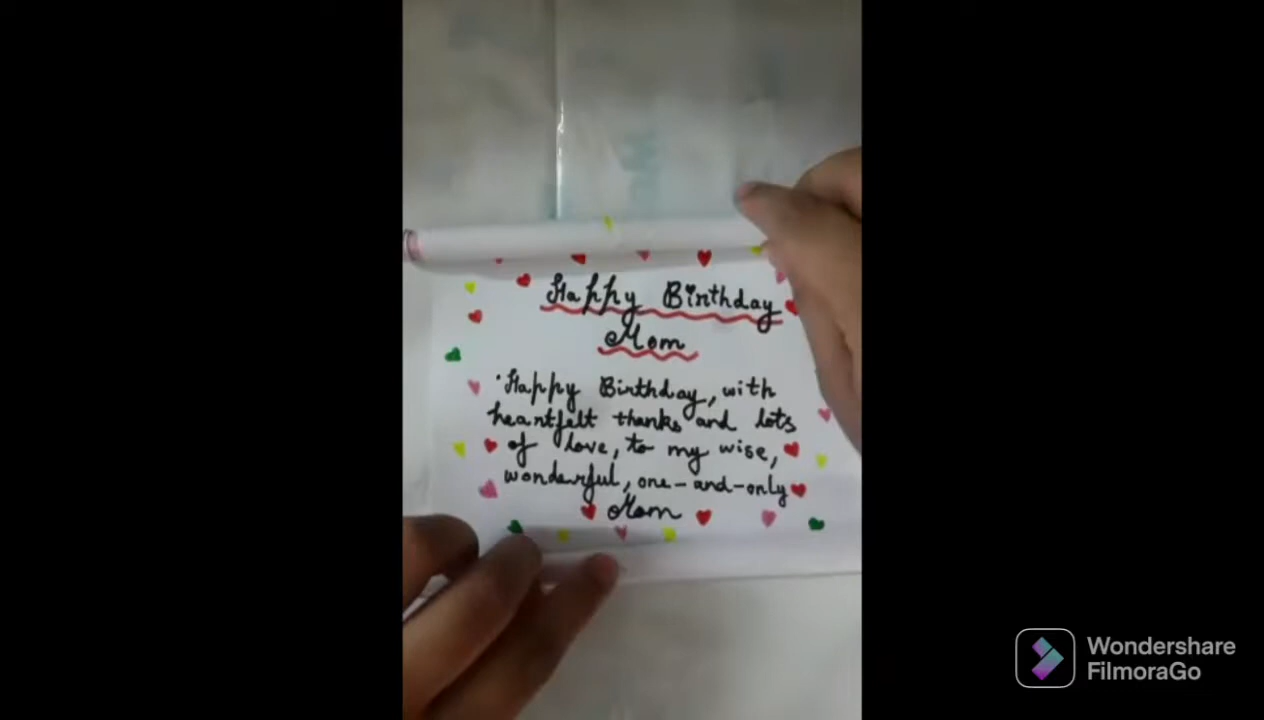 Happy Birthday
Mom
Happy Birthday, with
heartfelt thanks and lots
of love, to my wise,
wonderful, one-and-only
Mom
Wondershare
FilmoraGo